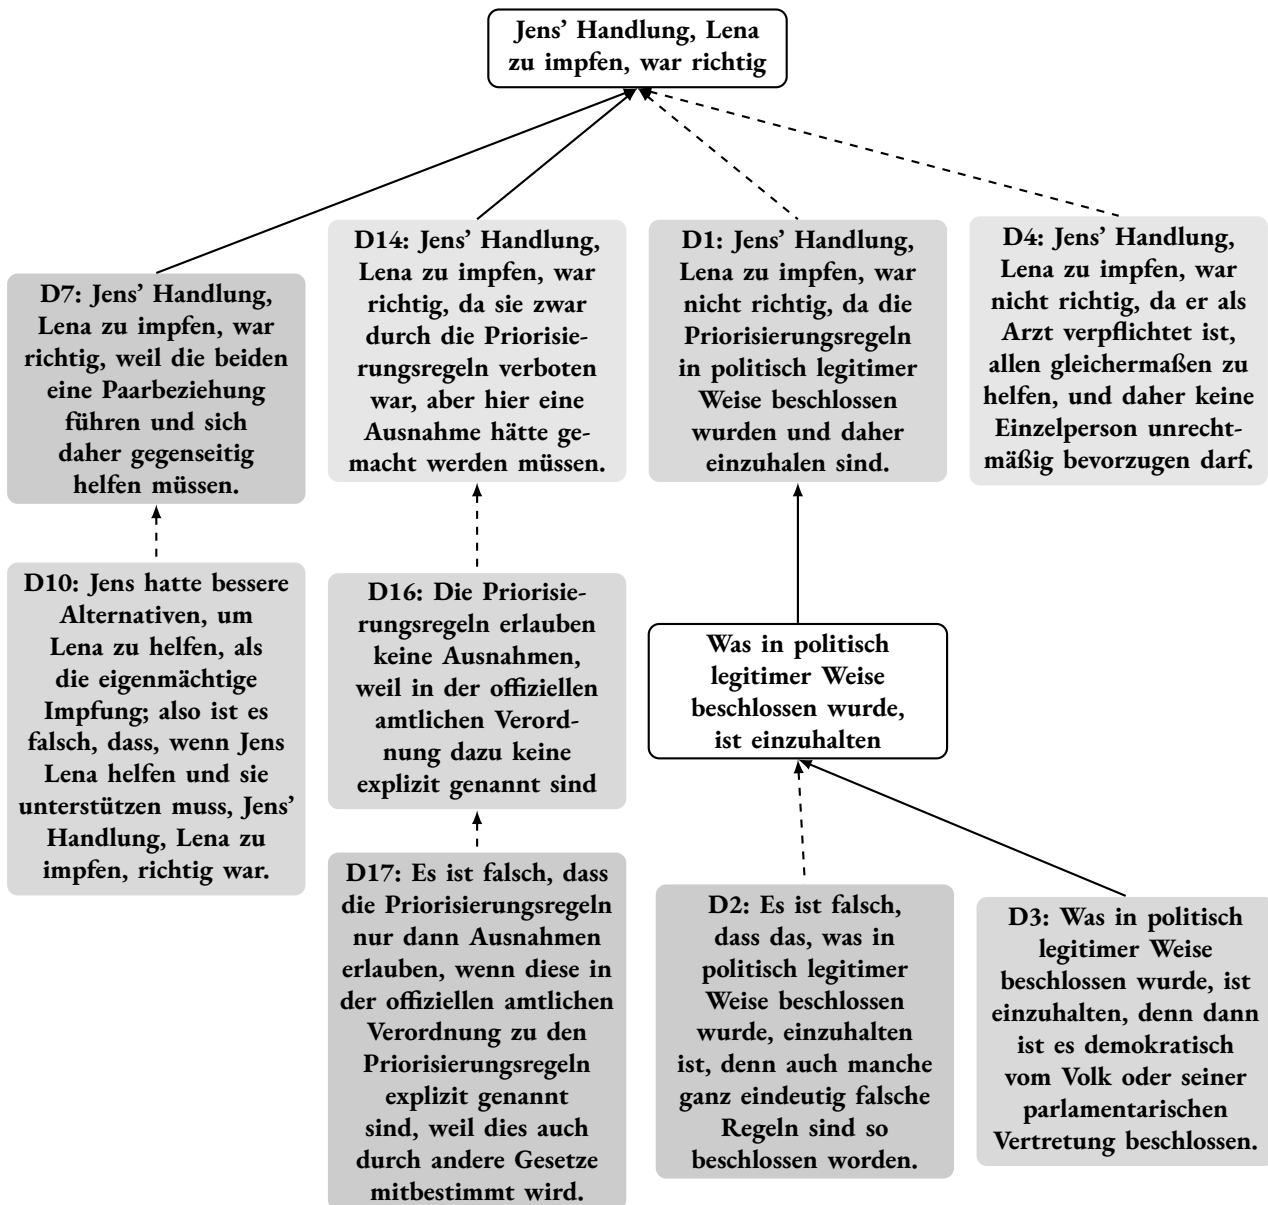 Jens’ Handlung, Lena
zu impfen, war richtig
D7: Jens’ Handlung,
Lena zu impfen, war
richtig, weil die beiden
eine Paarbeziehung
führen und sich
daher gegenseitig
helfen müssen.
D14: Jens’ Handlung,
Lena zu impfen, war
richtig, da sie zwar
durch die Priorisie-
rungsregeln verboten
war, aber hier eine
Ausnahme hätte ge-
macht werden müssen.
D1: Jens’ Handlung,
Lena zu impfen, war
nicht richtig, da die
Priorisierungsregeln
in politisch legitimer
Weise beschlossen
wurden und daher
einzuhalen sind.
D4: Jens’ Handlung,
Lena zu impfen, war
nicht richtig, da er als
Arzt verpflichtet ist,
allen gleichermaßen zu
helfen, und daher keine
Einzelperson unrecht-
mäßig bevorzugen darf.
D10: Jens hatte bessere
Alternativen, um
Lena zu helfen, als
die eigenmächtige
Impfung; also ist es
falsch, dass, wenn Jens
Lena helfen und sie
unterstützen muss, Jens’
Handlung, Lena zu
impfen, richtig war.
D16: Die Priorisie-
rungsregeln erlauben
keine Ausnahmen,
weil in der offiziellen
amtlichen Verord-
nung dazu keine
explizit genannt sind
Was in politisch
legitimer Weise
beschlossen wurde,
ist einzuhalten
D17: Es ist falsch, dass
die Priorisierungsregeln
nur dann Ausnahmen
erlauben, wenn diese in
der offiziellen amtlichen
Verordnung zu den
Priorisierungsregeln
explizit genannt
sind, weil dies auch
durch andere Gesetze
mitbestimmt wird.
D2: Es ist falsch,
dass das, was in
politisch legitimer
Weise beschlossen
wurde, einzuhalten
ist, denn auch manche
ganz eindeutig falsche
Regeln sind so
beschlossen worden.
D3: Was in politisch
legitimer Weise
beschlossen wurde, ist
einzuhalten, denn dann
ist es demokratisch
vom Volk oder seiner
parlamentarischen
Vertretung beschlossen.